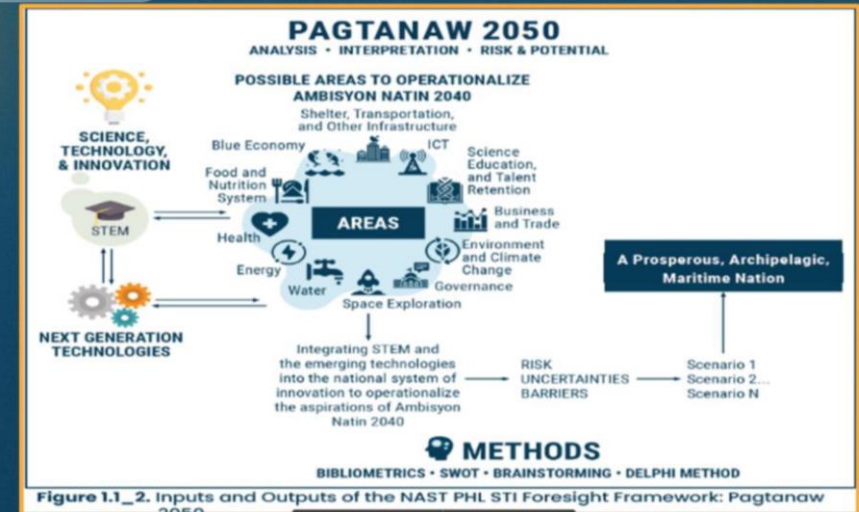 PAGTANAW 2050
ANALYSIS • INTERPRETATION • RISK & POTENTIAL
POSSIBLE AREAS TO OPERATIONALIZE
AMBISYON NATIN 2040
SCIENCE,
TECHNOLOGY,
& INNOVATION
STEM
NEXT GENERATION
TECHNOLOGIES
Shelter, Transportation,
and Other Infrastructure
Blue Economy
ICT
Food and
Nutrition
System
Science
Education,
and Talent
Retention
AREAS
Business
and Trade
Health
Environment
and Climate
Change
Energy
Governance
Water
Space Exploration
A Prosperous, Archipelagic,
Maritime Nation
Integrating STEM and
the emerging technologies
into the national system of
innovation to operationalize
the aspirations of Ambisyon
Natin 2040
RISK
UNCERTAINTIES
BARRIERS
Scenario 1
Scenario 2...
Scenario N
METHODS
BIBLIOMETRICS • SWOT • BRAINSTORMING • DELPHI METHOD
Figure 1.1_2. Inputs and Outputs of the NAST PHL STI Foresight Framework: Pagtanaw
2050